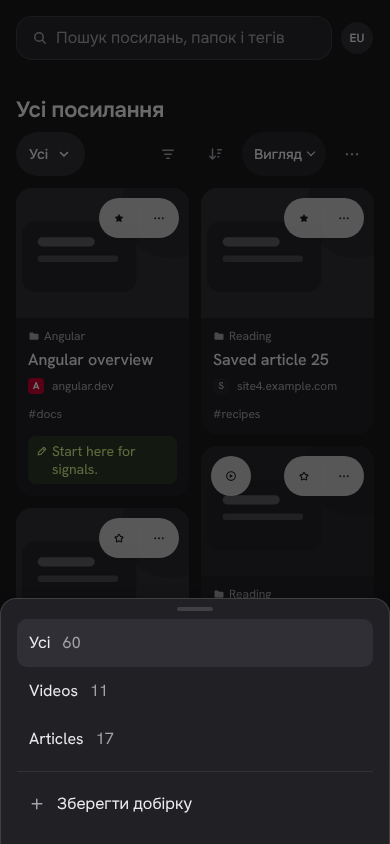 Пошук посилань, папок і тегів
EU
Усі посилання
Усі
Вигляд
Angular
Angular overview
A angular.dev
#docs
Start here for
signals.
Reading
Saved article 25
S site4.example.com
#recipes
Reading
Усі 60
Videos 11
Articles 17
Зберегти добірку